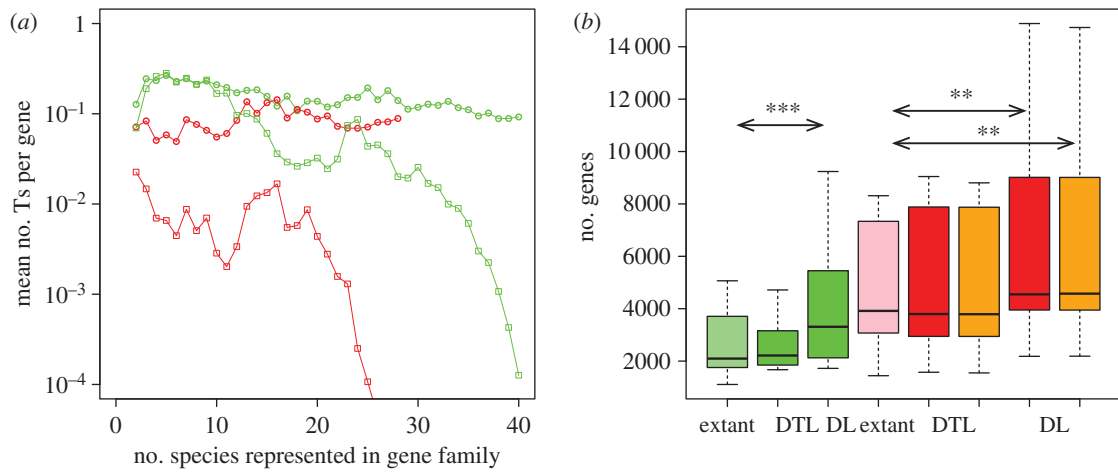 (a)
1
10⁻¹
10⁻²
10⁻³
10⁻⁴
mean no. Ts per gene
0 10 20 30 40
no. species represented in gene family
(b)
14 000
12 000
10 000
8000
6000
4000
2000
no. genes
***
**
**
extant DTL DL extant DTL DL